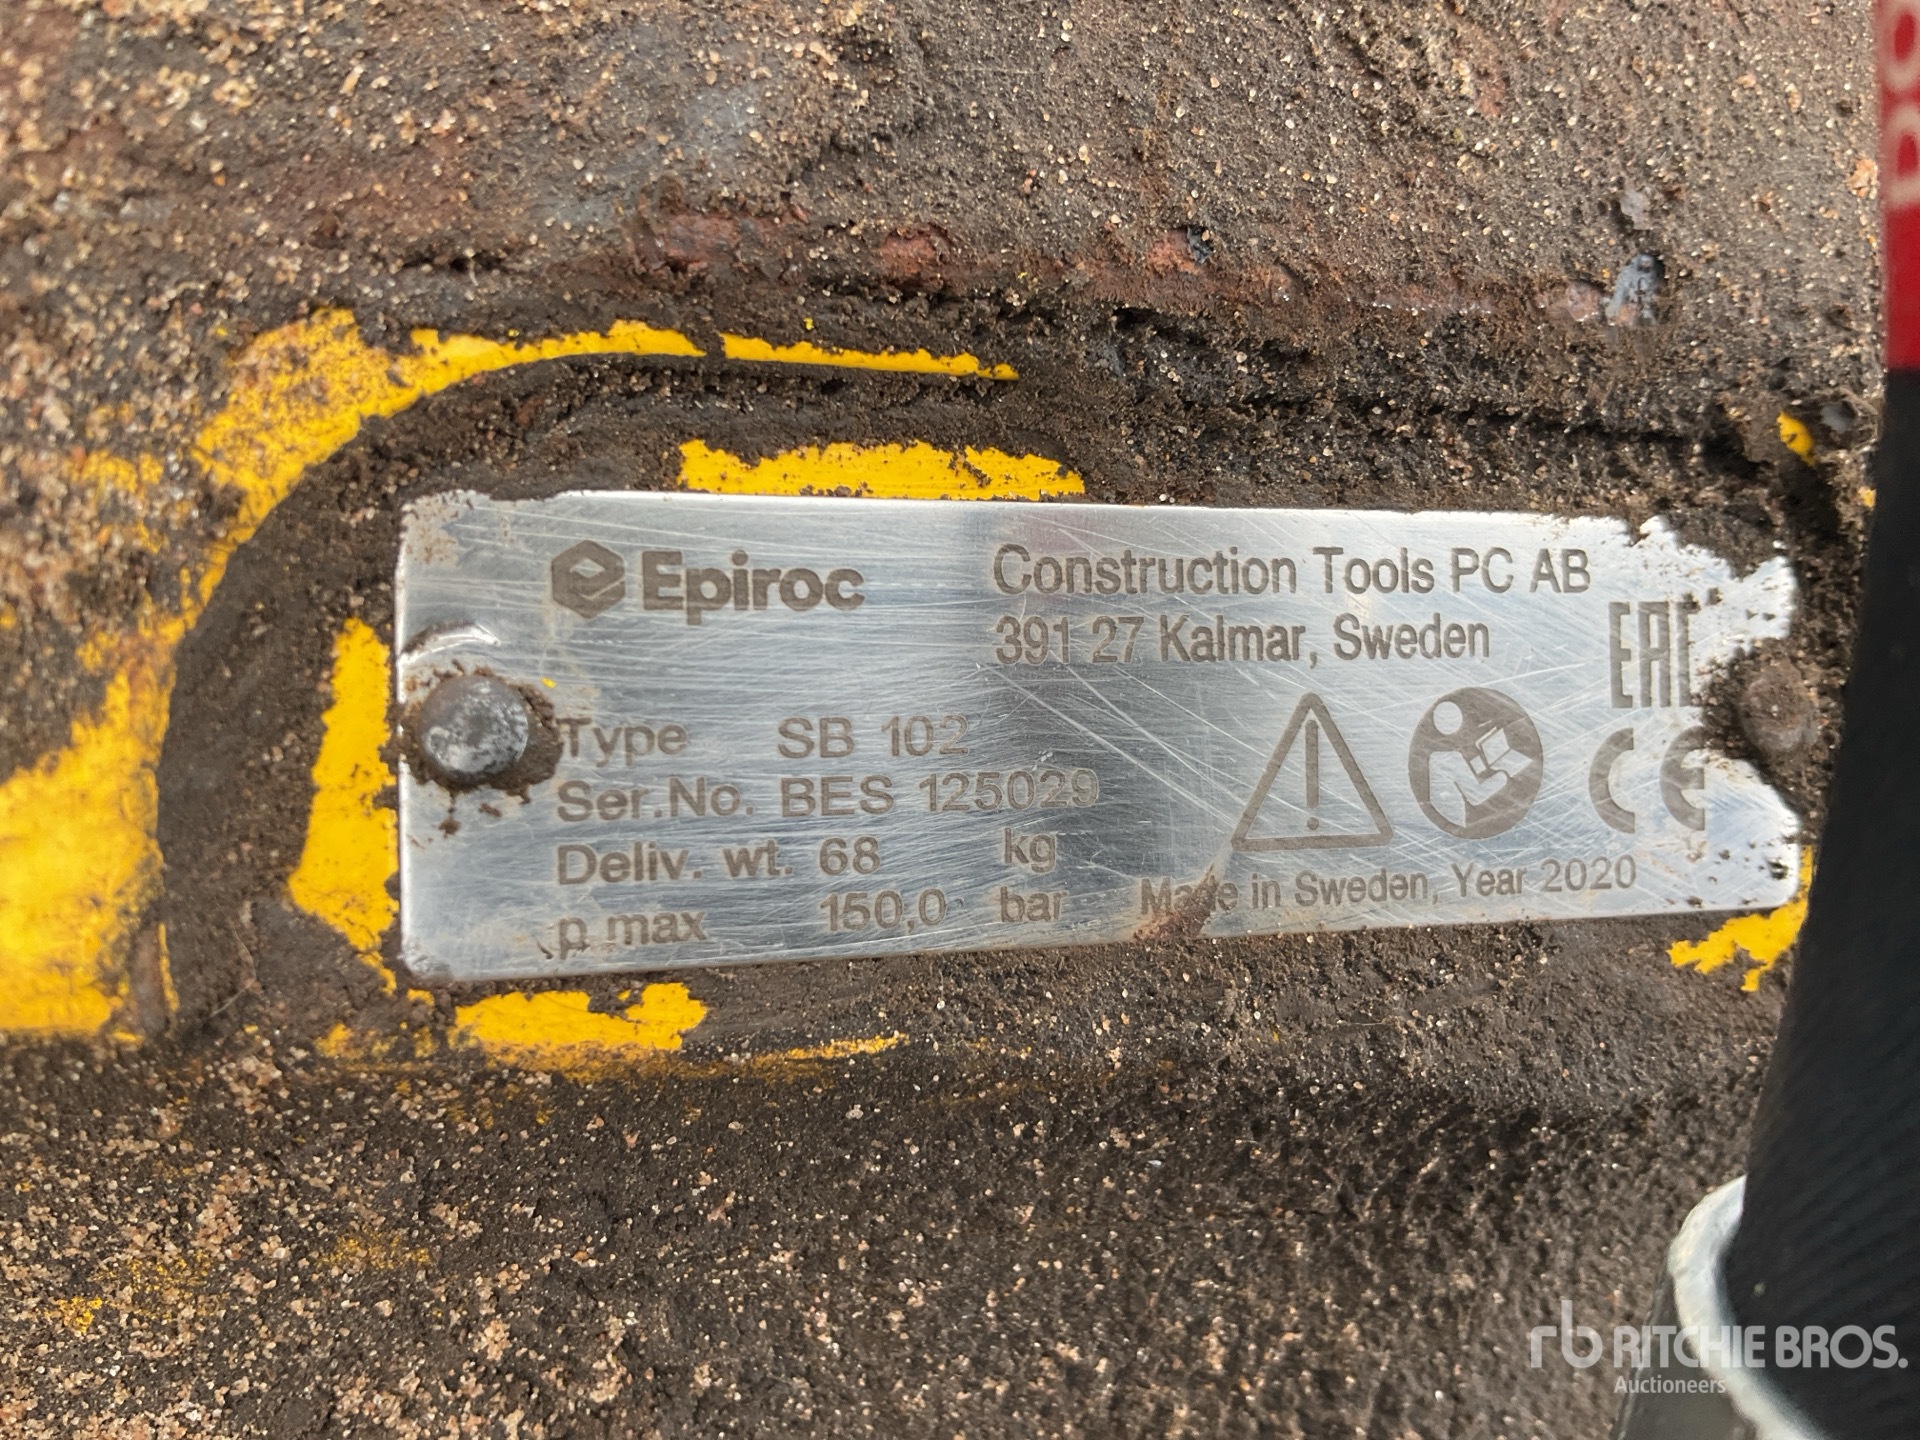 Epiroc
Construction Tools PC AB
391 27 Kalmar, Sweden
EAC
Type SB 102
Ser.No. BES 125029
Deliv. wt. 68 kg
p max 150,0 bar
CE
Made in Sweden, Year 2020
rb RITCHIE BROS.
Auctioneers